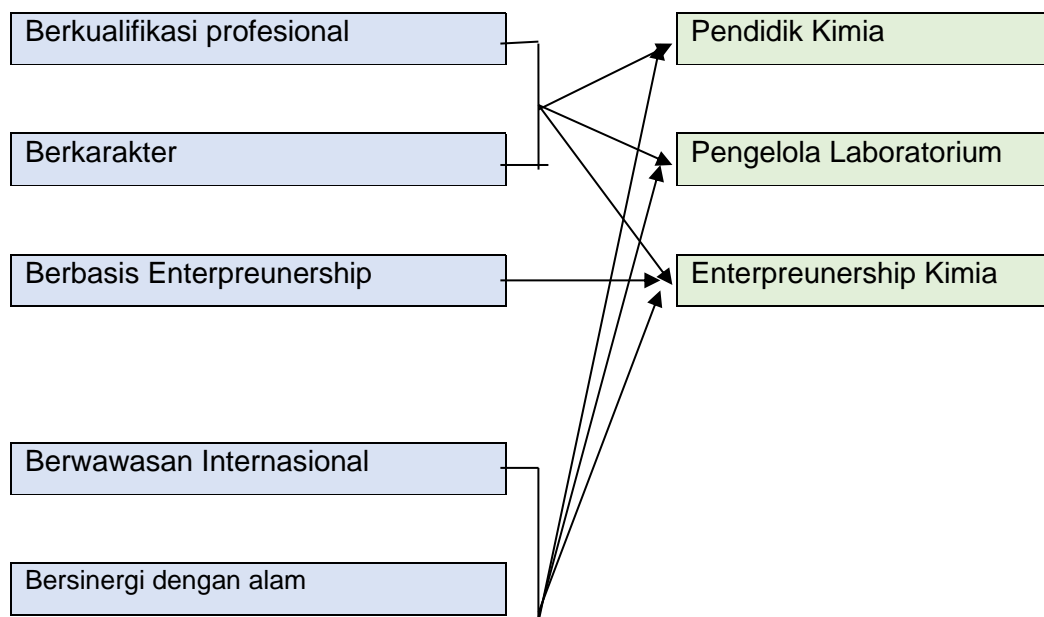 Berkualifikasi profesional
Pendidik Kimia
Berkarakter
Pengelola Laboratorium
Berbasis Enterpreunership
Enterpreunership Kimia
Berwawasan Internasional
Bersinergi dengan alam